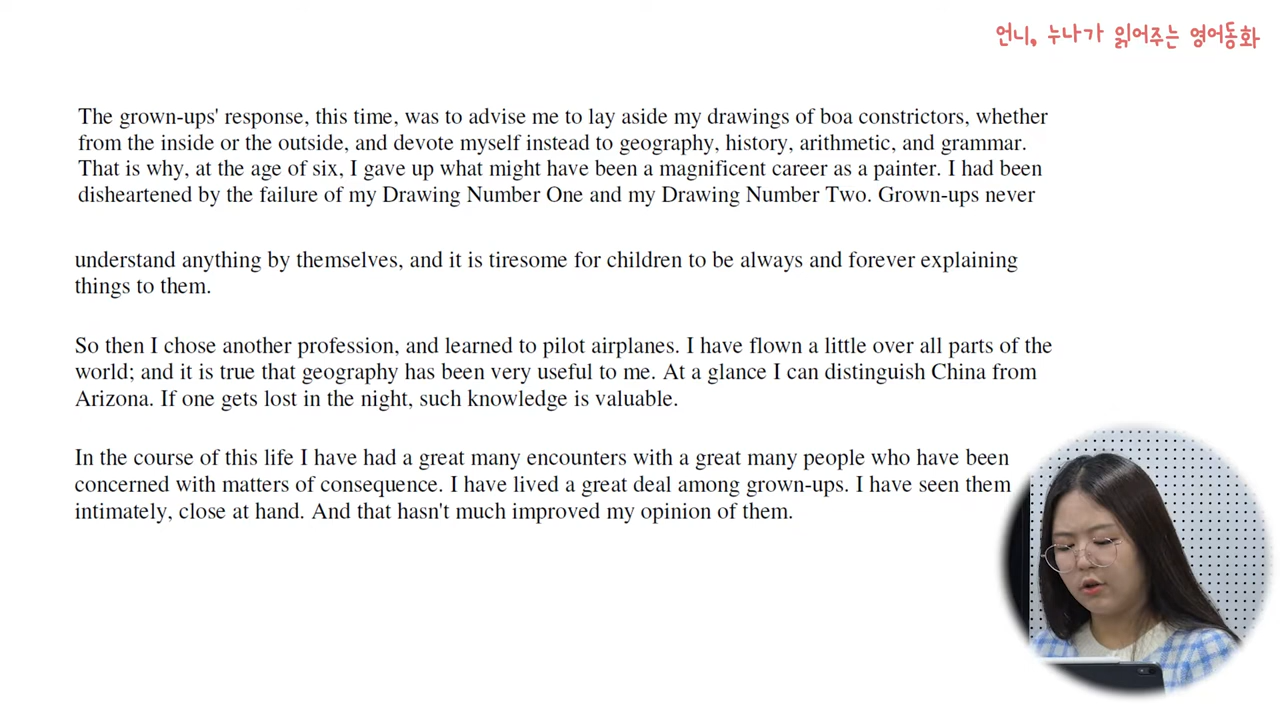 언니, 누나가 읽어주는 영어동화
The grown-ups' response, this time, was to advise me to lay aside my drawings of boa constrictors, whether
from the inside or the outside, and devote myself instead to geography, history, arithmetic, and grammar.
That is why, at the age of six, I gave up what might have been a magnificent career as a painter. I had been
disheartened by the failure of my Drawing Number One and my Drawing Number Two. Grown-ups never
understand anything by themselves, and it is tiresome for children to be always and forever explaining
things to them.
So then I chose another profession, and learned to pilot airplanes. I have flown a little over all parts of the
world; and it is true that geography has been very useful to me. At a glance I can distinguish China from
Arizona. If one gets lost in the night, such knowledge is valuable.
In the course of this life I have had a great many encounters with a great many people who have been
concerned with matters of consequence. I have lived a great deal among grown-ups. I have seen them
intimately, close at hand. And that hasn't much improved my opinion of them.